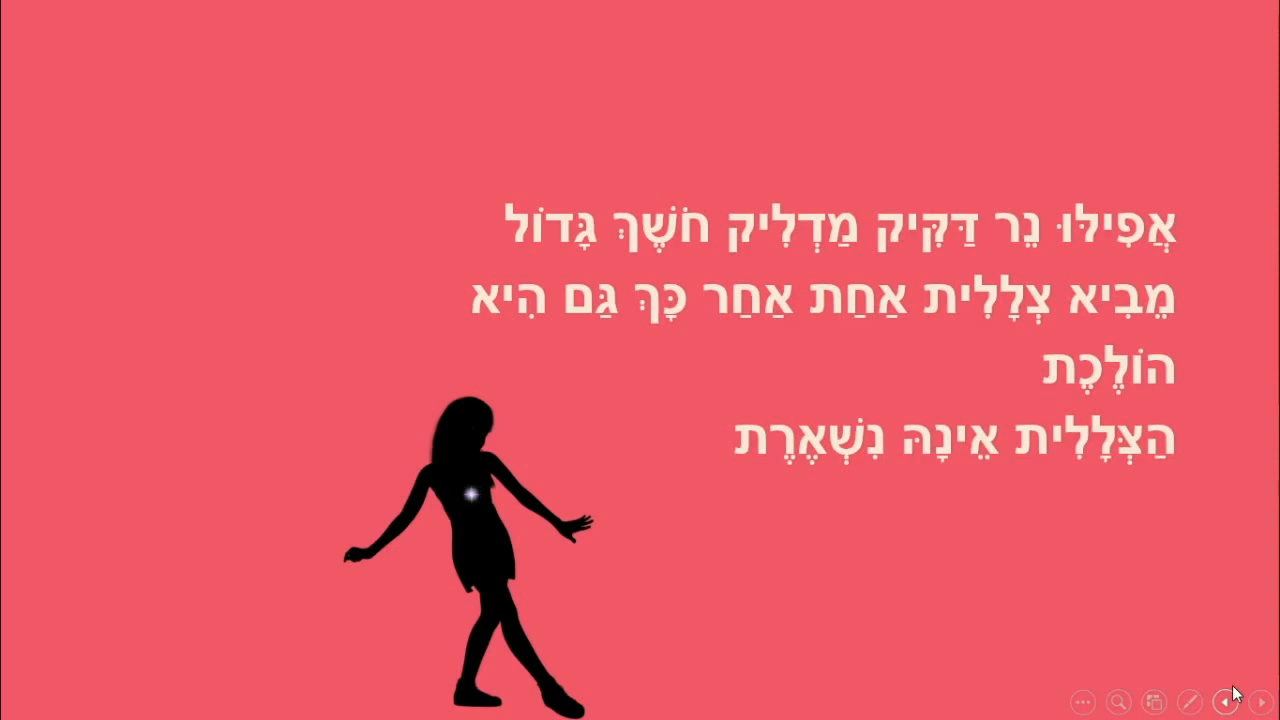 אֲפִילּוּ נֵר דַּקִּיק מַדְלִיק חֹשֶׁךְ גָּדוֹל
מֵבִיא צְלָלִית אַחַת אַחַר כָּךְ גַּם הִיא
הוֹלֶכֶת
הַצְּלָלִית אֵינָהּ נִשְׁאֶרֶת